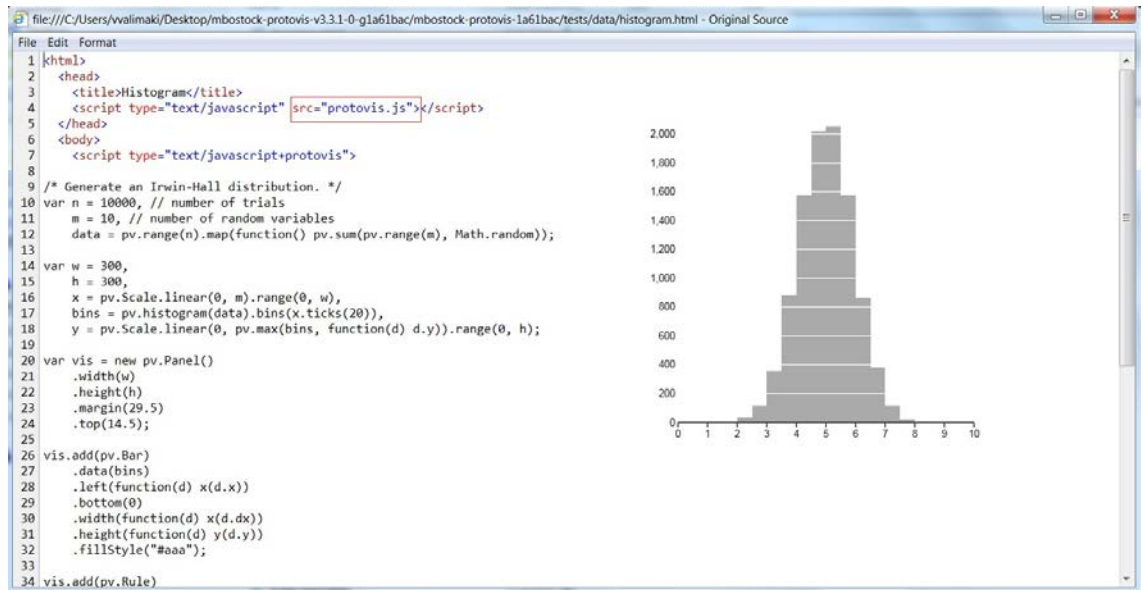 file:///C:/Users/vvalimaki/Desktop/mbostock-protovis-v3.3.1-0-g1a61bac/mbostock-protovis-1a61bac/tests/data/histogram.html - Original Source
File Edit Format
1 <html>
2 <head>
3 <title>Histogram</title>
4 <script type="text/javascript" src="protovis.js"></script>
5 </head>
6 <body>
7 <script type="text/javascript+protovis">
8
9 /* Generate an Irwin-Hall distribution. */
10 var n = 10000, // number of trials
11 m = 10, // number of random variables
12 data = pv.range(n).map(function() pv.sum(pv.range(m), Math.random));
13
14 var w = 300,
15 h = 300,
16 x = pv.Scale.linear(0, m).range(0, w),
17 bins = pv.histogram(data).bins(x.ticks(20)),
18 y = pv.Scale.linear(0, pv.max(bins, function(d) d.y)).range(0, h);
19
20 var vis = new pv.Panel()
21 .width(w)
22 .height(h)
23 .margin(29.5)
24 .top(14.5);
25
26 vis.add(pv.Bar)
27 .data(bins)
28 .left(function(d) x(d.x))
29 .bottom(0)
30 .width(function(d) x(d.dx))
31 .height(function(d) y(d.y))
32 .fillStyle("#aaa");
33
34 vis.add(pv.Rule)
2,000
1,800
1,600
1,400
1,200
1,000
800
600
400
200
0
0 1 2 3 4 5 6 7 8 9 10